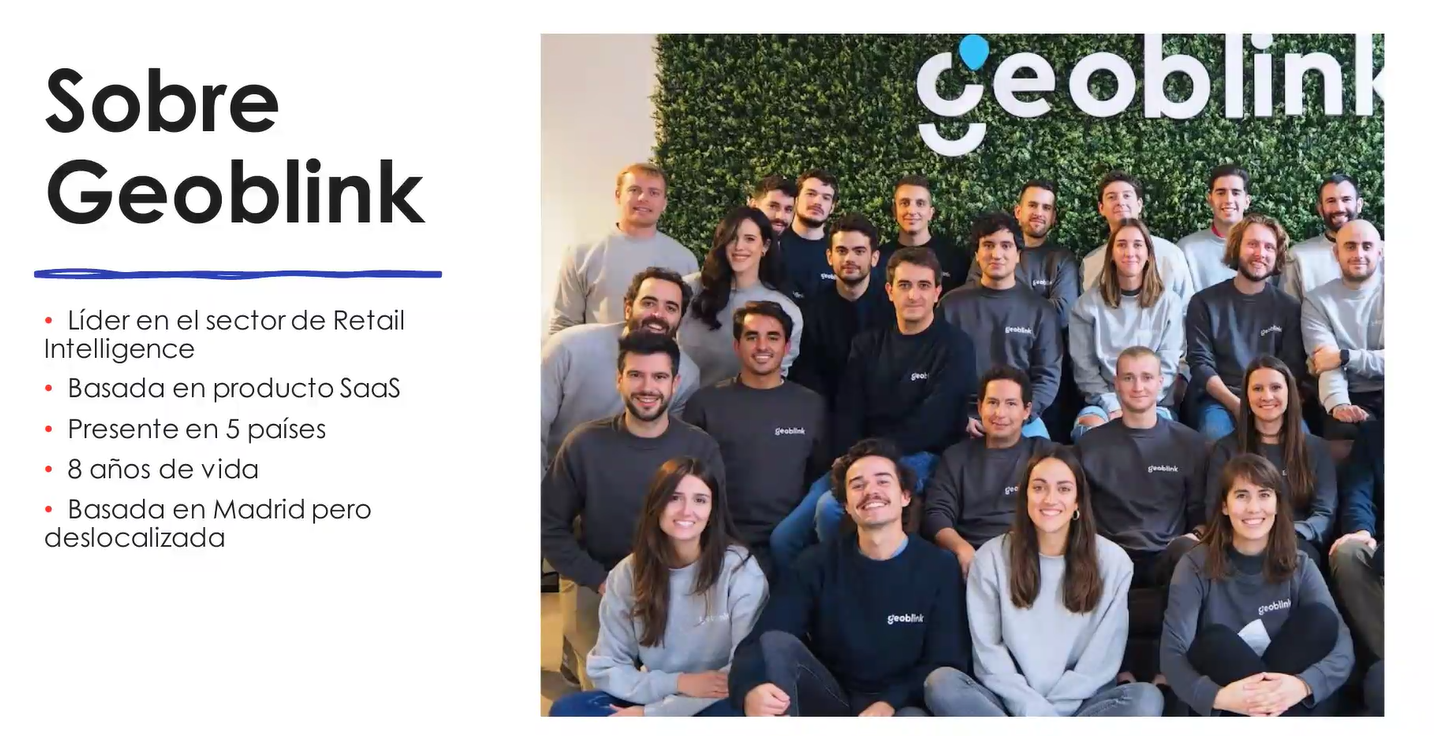 Sobre
Geoblink
• Líder en el sector de Retail
Intelligence
• Basada en producto SaaS
• Presente en 5 países
• 8 años de vida
• Basada en Madrid pero
deslocalizada
geoblink
geoblink
geoblink
geoblink
geoblink
geoblink
geoblink
geoblink